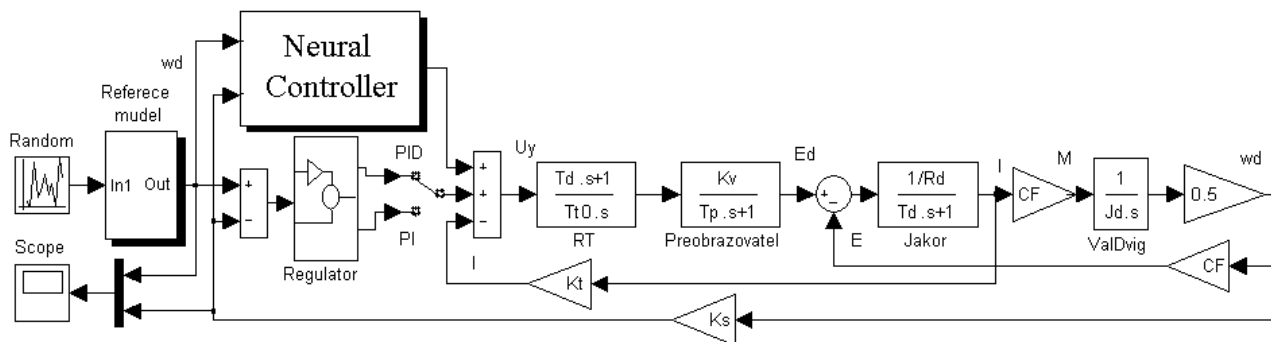 Neural
Controller
wd
Referece
mudel
Random
In1
Out
Scope
+
-
Regulator
PID
PI
+
+
-
Uy
I
Td .s+1
Tt0.s
RT
Kv
Tp .s+1
Preobrazovatel
Ed
+
-
E
1/Rd
Td .s+1
Jakor
I
CF
M
1
Jd.s
ValDvig
0.5
wd
CF
Kt
Ks